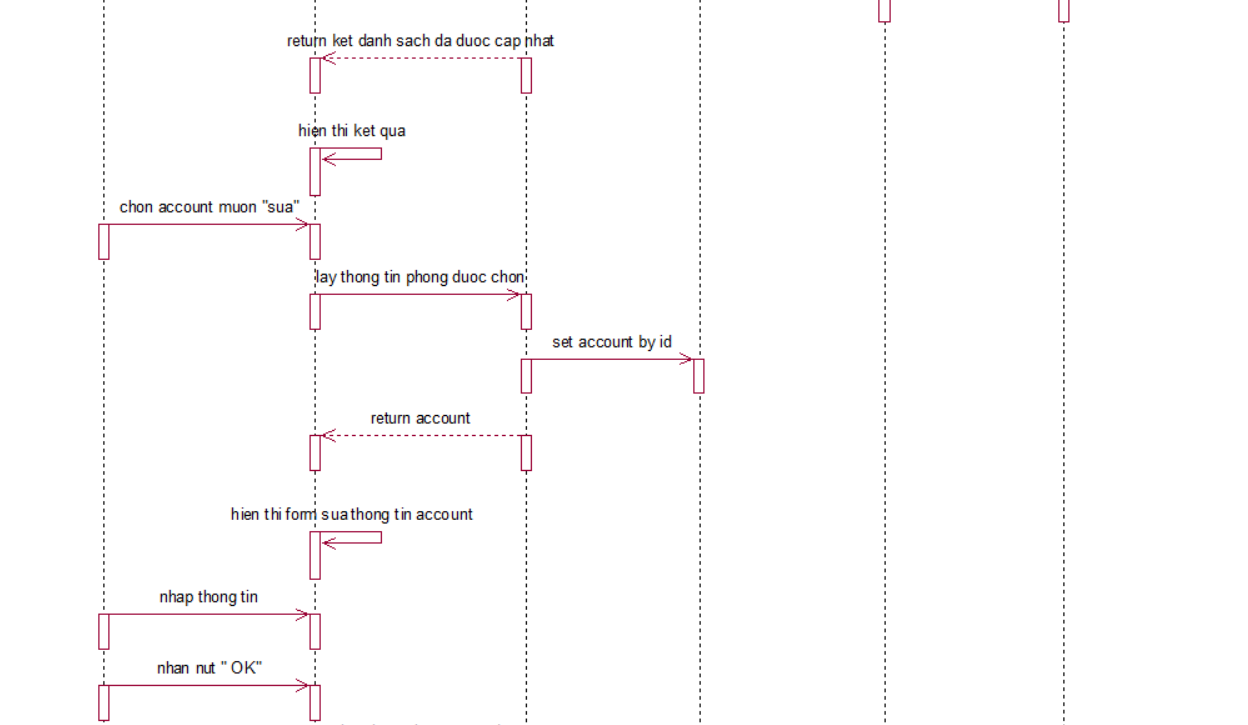 return ket danh sach da duoc cap nhat
hien thi ket qua
chon account muon "sua"
lay thong tin phong duoc chon
set account by id
return account
hien thi form sua thong tin account
nhap thong tin
nhan nut " OK"